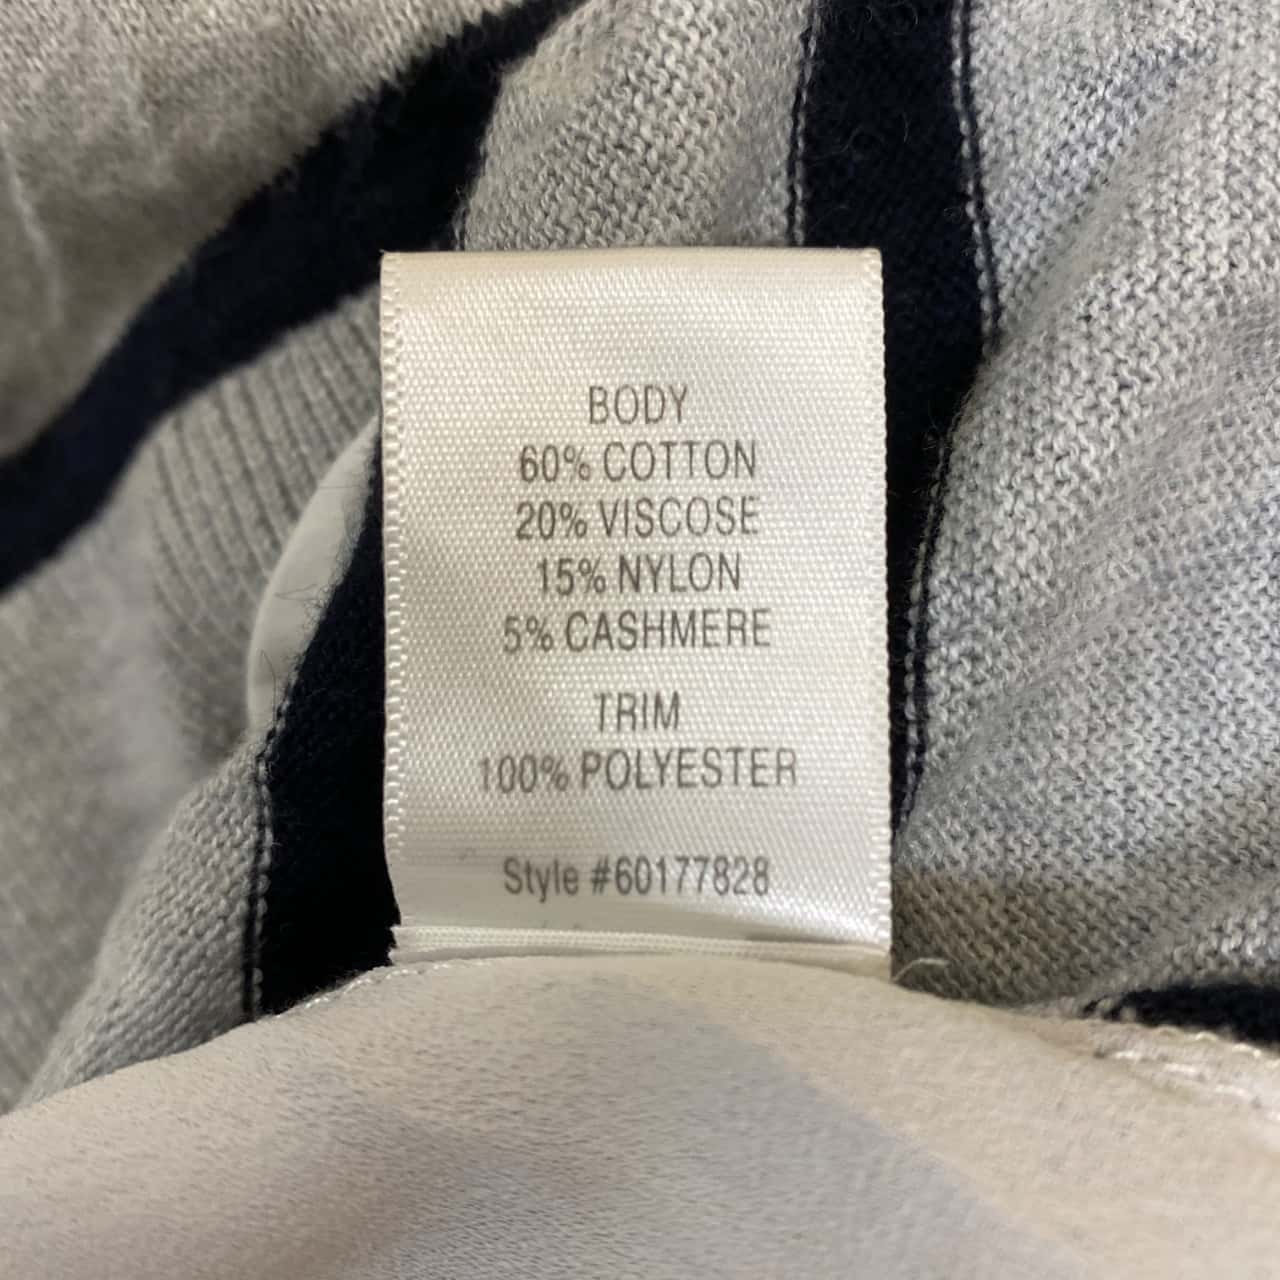 BODY
60% COTTON
20% VISCOSE
15% NYLON
5% CASHMERE
TRIM
100% POLYESTER
Style #60177828